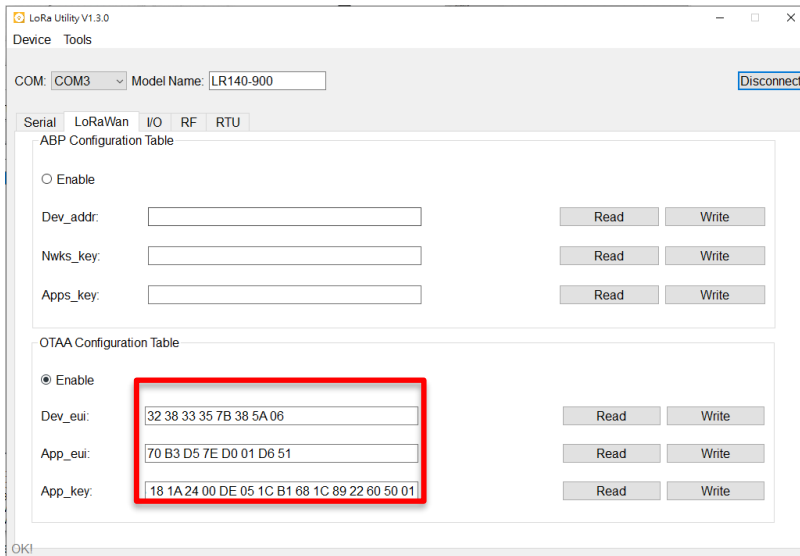 LoRa Utility V1.3.0
Device Tools
COM: COM3 Model Name: LR140-900 Disconnect
Serial LoRaWan I/O RF RTU
ABP Configuration Table
Enable
Dev_addr: Read Write
Nwks_key: Read Write
Apps_key: Read Write
OTAA Configuration Table
Enable
Dev_eui: 32 38 33 35 7B 38 5A 06 Read Write
App_eui: 70 B3 D5 7E D0 01 D6 51 Read Write
App_key: 18 1A 24 00 DE 05 1C B1 68 1C 89 22 60 50 01 Read Write
OK!